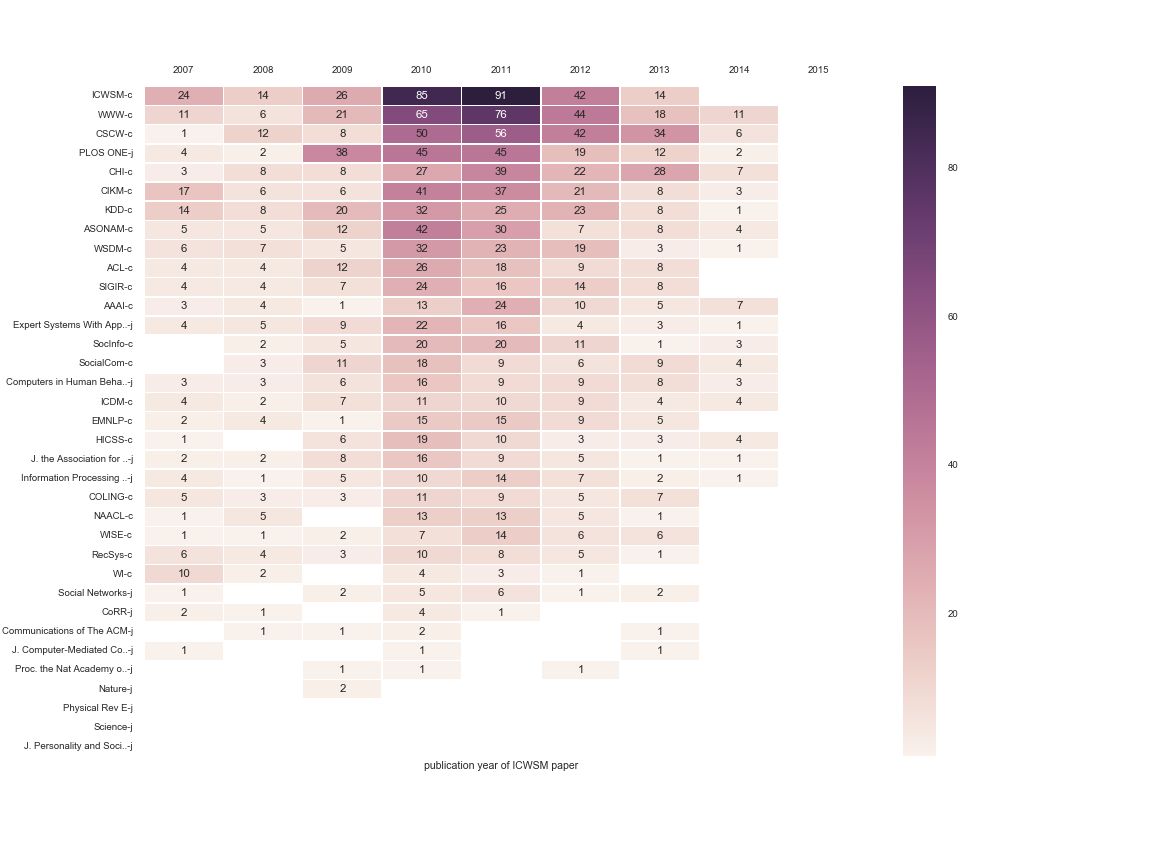 2007 2008 2009 2010 2011 2012 2013 2014 2015
ICWSM-c 24 14 26 85 91 42 14
WWW-c 11 6 21 65 76 44 18 11
CSCW-c 1 12 8 50 56 42 34 6
PLOS ONE-j 4 2 38 45 45 19 12 2
80
CHI-c 3 8 8 27 39 22 28 7
CIKM-c 17 6 6 41 37 21 8 3
KDD-c 14 8 20 32 25 23 8 1
ASONAM-c 5 5 12 42 30 7 8 4
WSDM-c 6 7 5 32 23 19 3 1
ACL-c 4 4 12 26 18 9 8
SIGIR-c 4 4 7 24 16 14 8
AAAI-c 3 4 1 13 24 10 5 7
60
Expert Systems With App..-j 4 5 9 22 16 4 3 1
SocInfo-c 2 5 20 20 11 1 3
SocialCom-c 3 11 18 9 6 9 4
Computers in Human Beha..-j 3 3 6 16 9 9 8 3
ICDM-c 4 2 7 11 10 9 4 4
EMNLP-c 2 4 1 15 15 9 5
HICSS-c 1 6 19 10 3 3 4
J. the Association for ..-j 2 2 8 16 9 5 1 1
40
Information Processing ..-j 4 1 5 10 14 7 2 1
COLING-c 5 3 3 11 9 5 7
NAACL-c 1 5 13 13 5 1
WISE-c 1 1 2 7 14 6 6
RecSys-c 6 4 3 10 8 5 1
WI-c 10 2 4 3 1
Social Networks-j 1 2 5 6 1 2
CoRR-j 2 1 4 1
20
Communications of The ACM-j 1 1 2 1
J. Computer-Mediated Co..-j 1 1 1
Proc. the Nat Academy o..-j 1 1 1
Nature-j 2
Physical Rev E-j
Science-j
J. Personality and Soci..-j
publication year of ICWSM paper